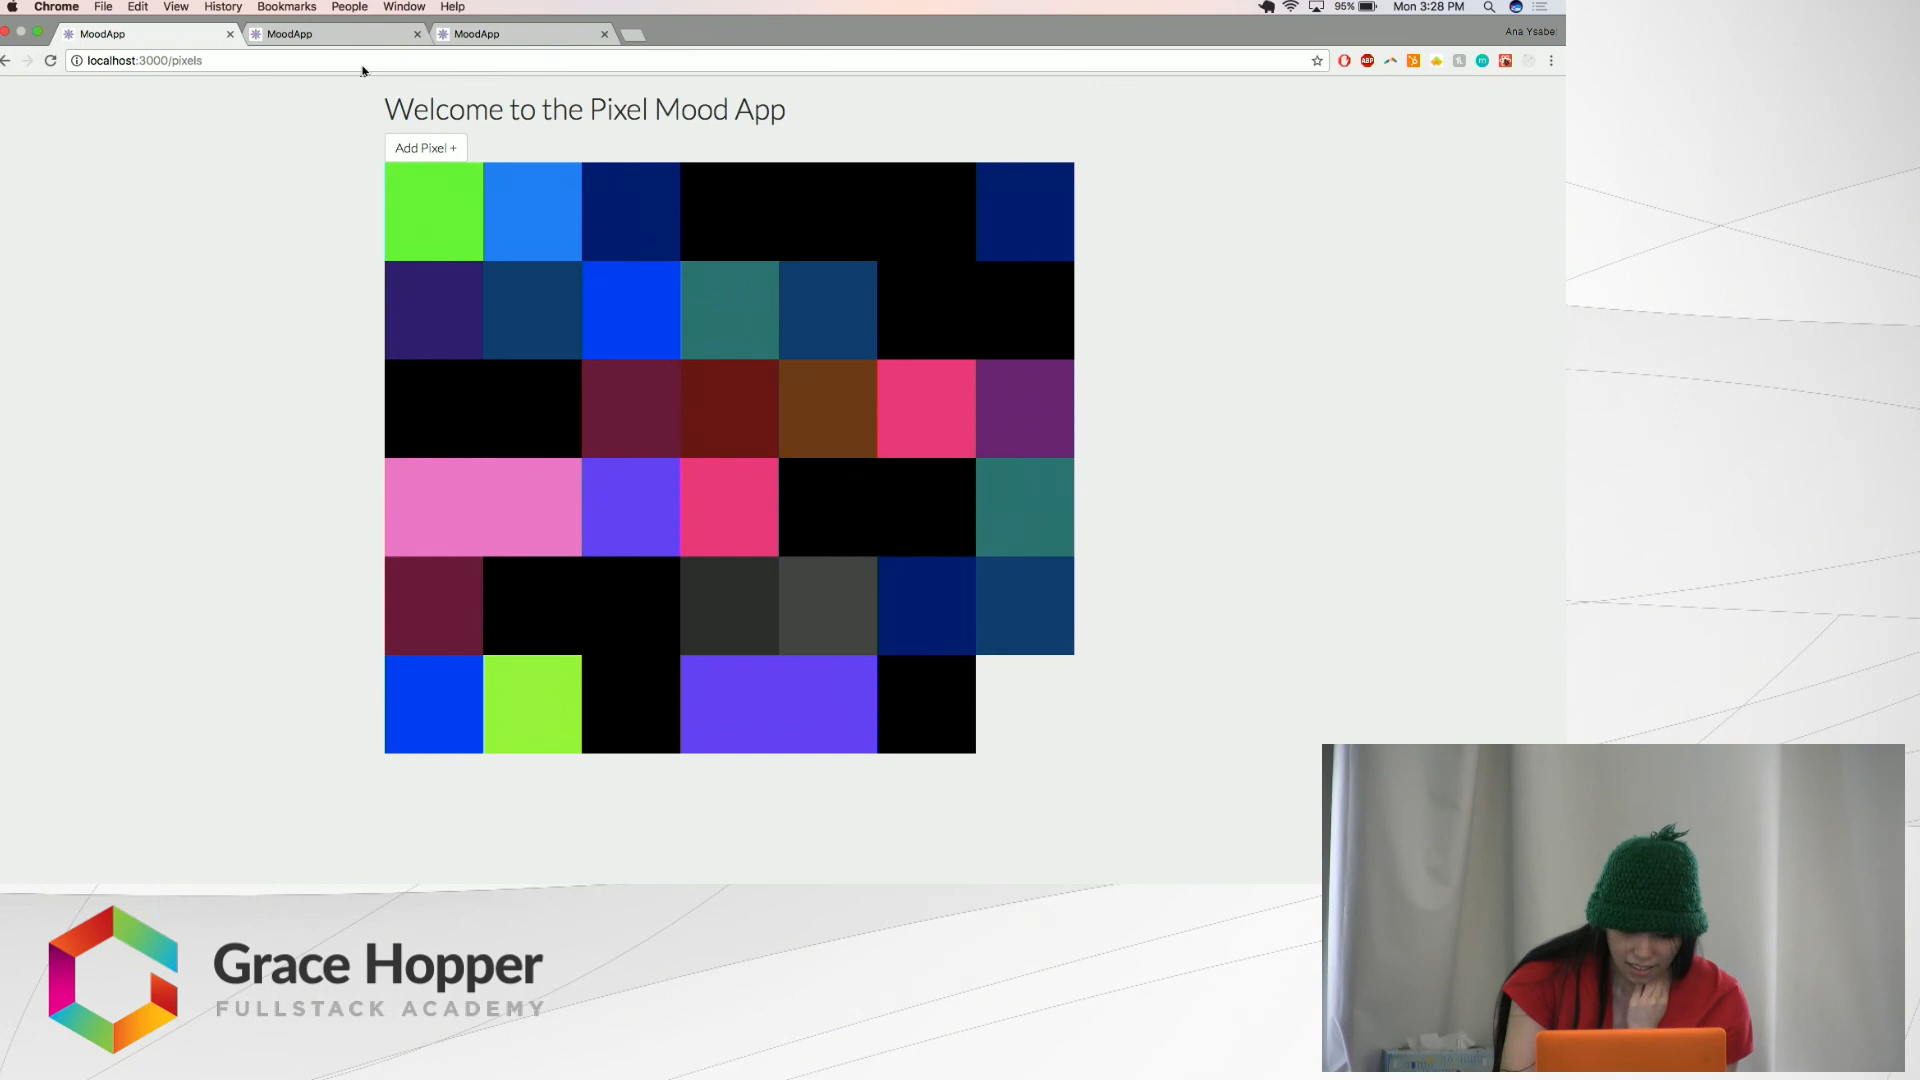 Chrome File Edit View History Bookmarks People Window Help 95% Mon 3:28 PM
MoodApp MoodApp MoodApp Ana Ysabel
localhost:3000/pixels ABP m
Welcome to the Pixel Mood App
Add Pixel +
Grace Hopper
FULLSTACK ACADEMY